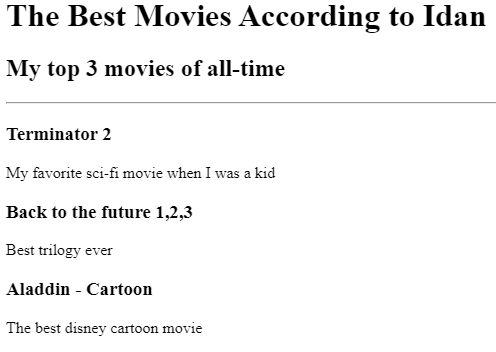 The Best Movies According to Idan
My top 3 movies of all-time
Terminator 2
My favorite sci-fi movie when I was a kid
Back to the future 1,2,3
Best trilogy ever
Aladdin - Cartoon
The best disney cartoon movie